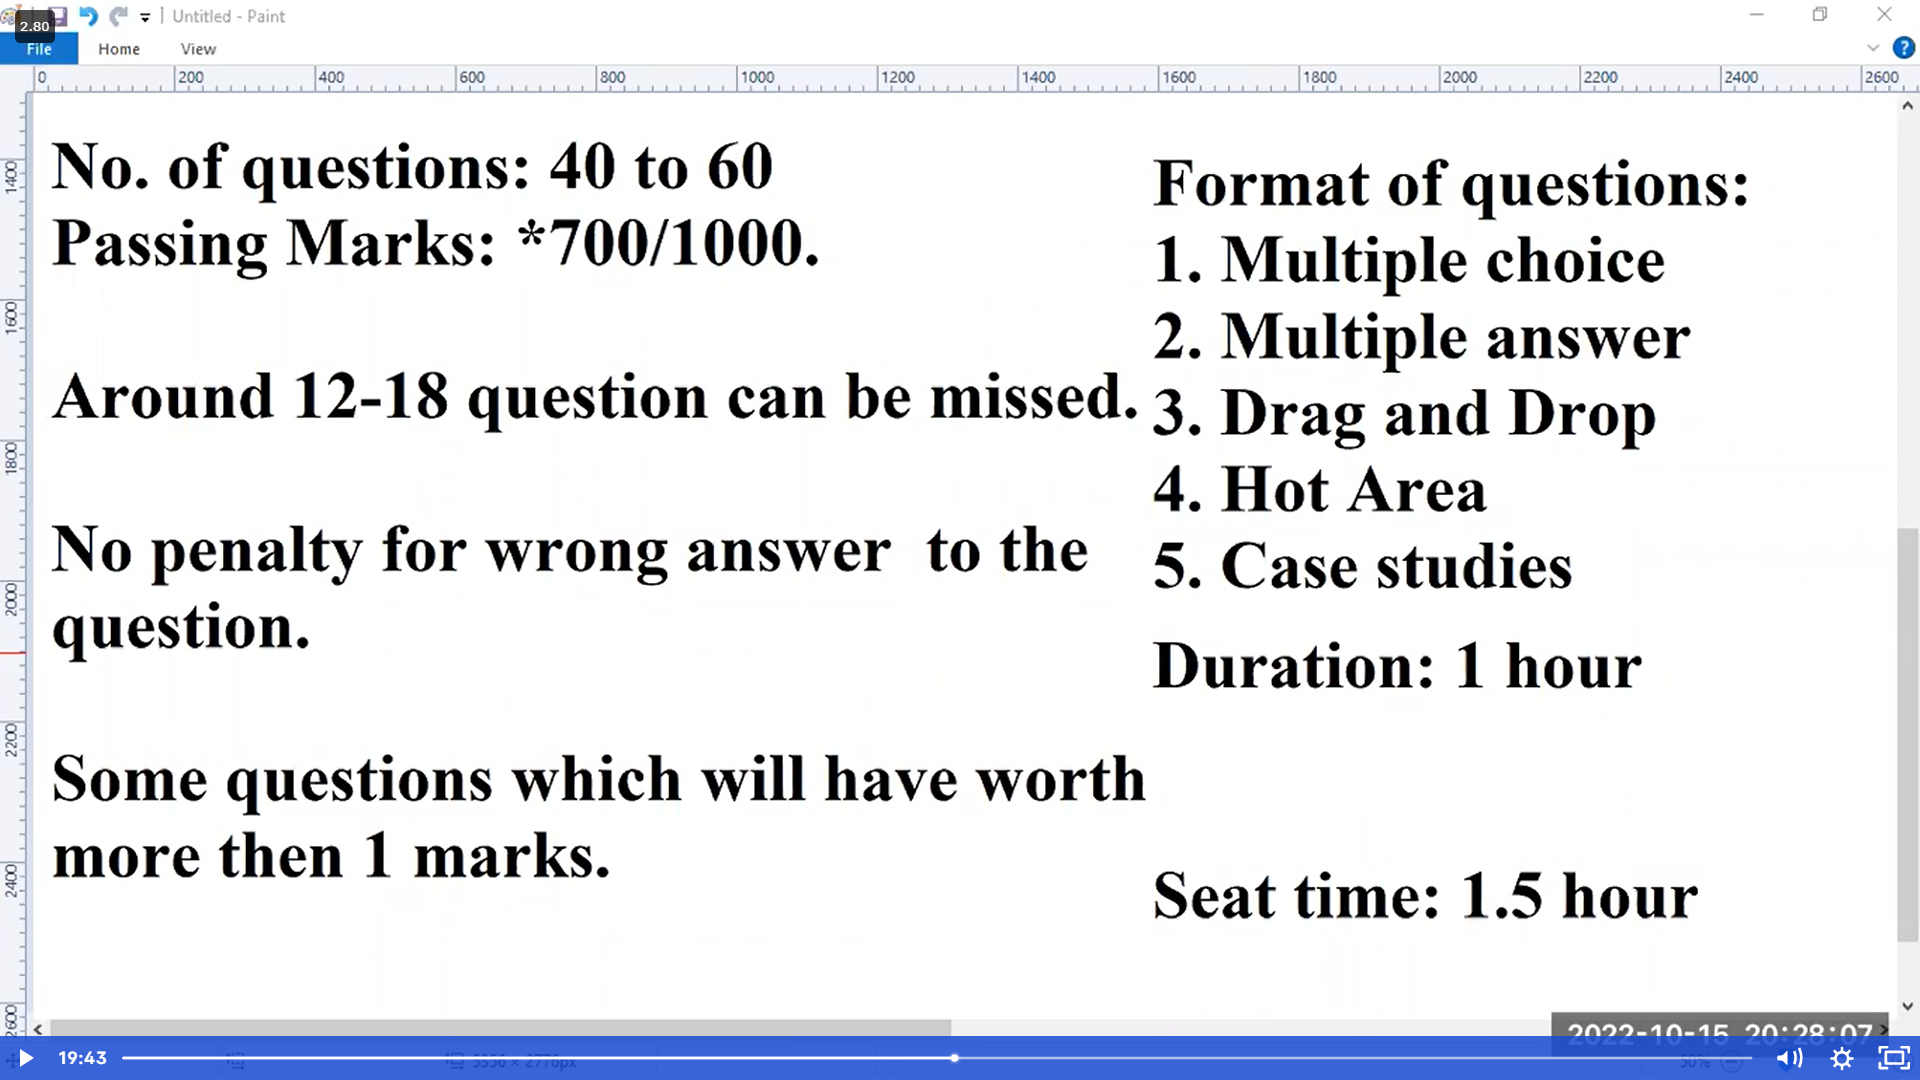 2.80
Untitled - Paint
File Home View
0 200 400 600 800 1000 1200 1400 1600 1800 2000 2200 2400 2600
1400
1600
1800
2000
2200
2400
2600
No. of questions: 40 to 60
Passing Marks: *700/1000.
Around 12-18 question can be missed.
No penalty for wrong answer to the
question.
Some questions which will have worth
more then 1 marks.
Format of questions:
1. Multiple choice
2. Multiple answer
3. Drag and Drop
4. Hot Area
5. Case studies
Duration: 1 hour
Seat time: 1.5 hour
2022-10-15 20:28:07
19:43